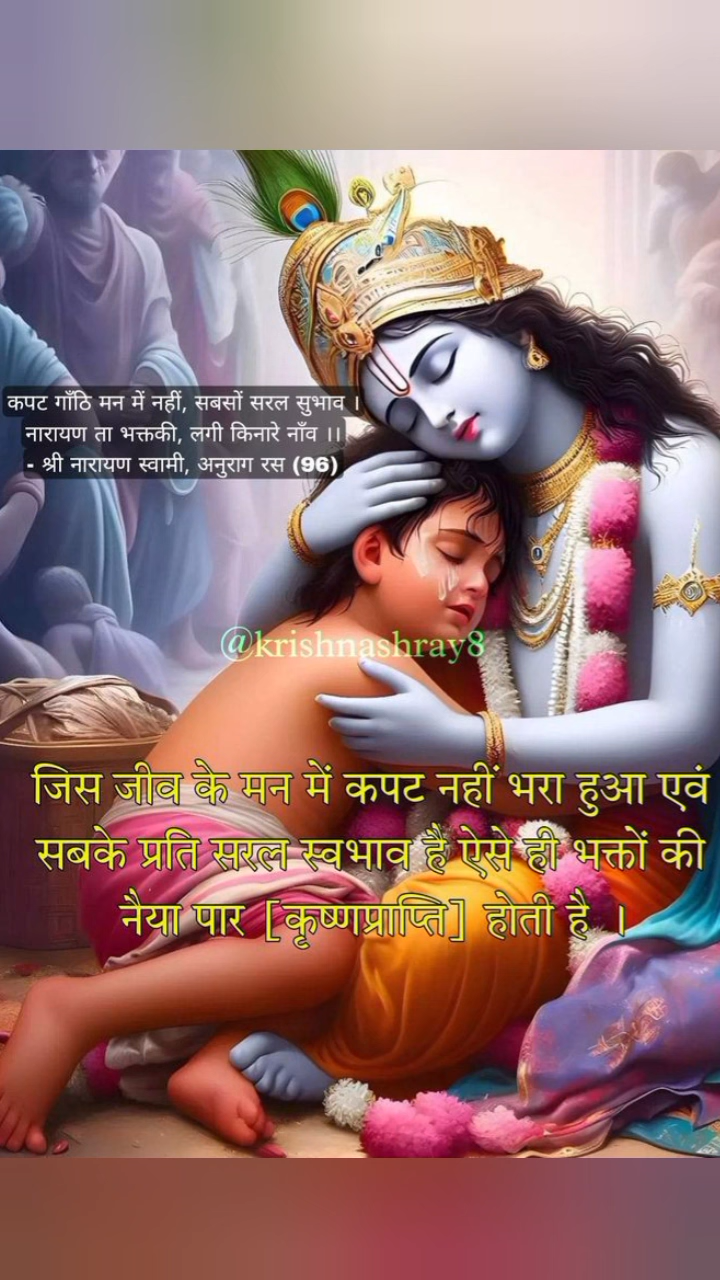 कपट गाँठि मन में नहीं, सबसों सरल सुभाव ।
नारायण ता भक्तकी, लगी किनारे नाँव ।।
- श्री नारायण स्वामी, अनुराग रस (96)
@krishnashray8
जिस जीव के मन में कपट नहीं भरा हुआ एवं
सबके प्रति सरल स्वभाव है ऐसे ही भक्तों की
नैया पार [कृष्णप्राप्ति] होती है ।